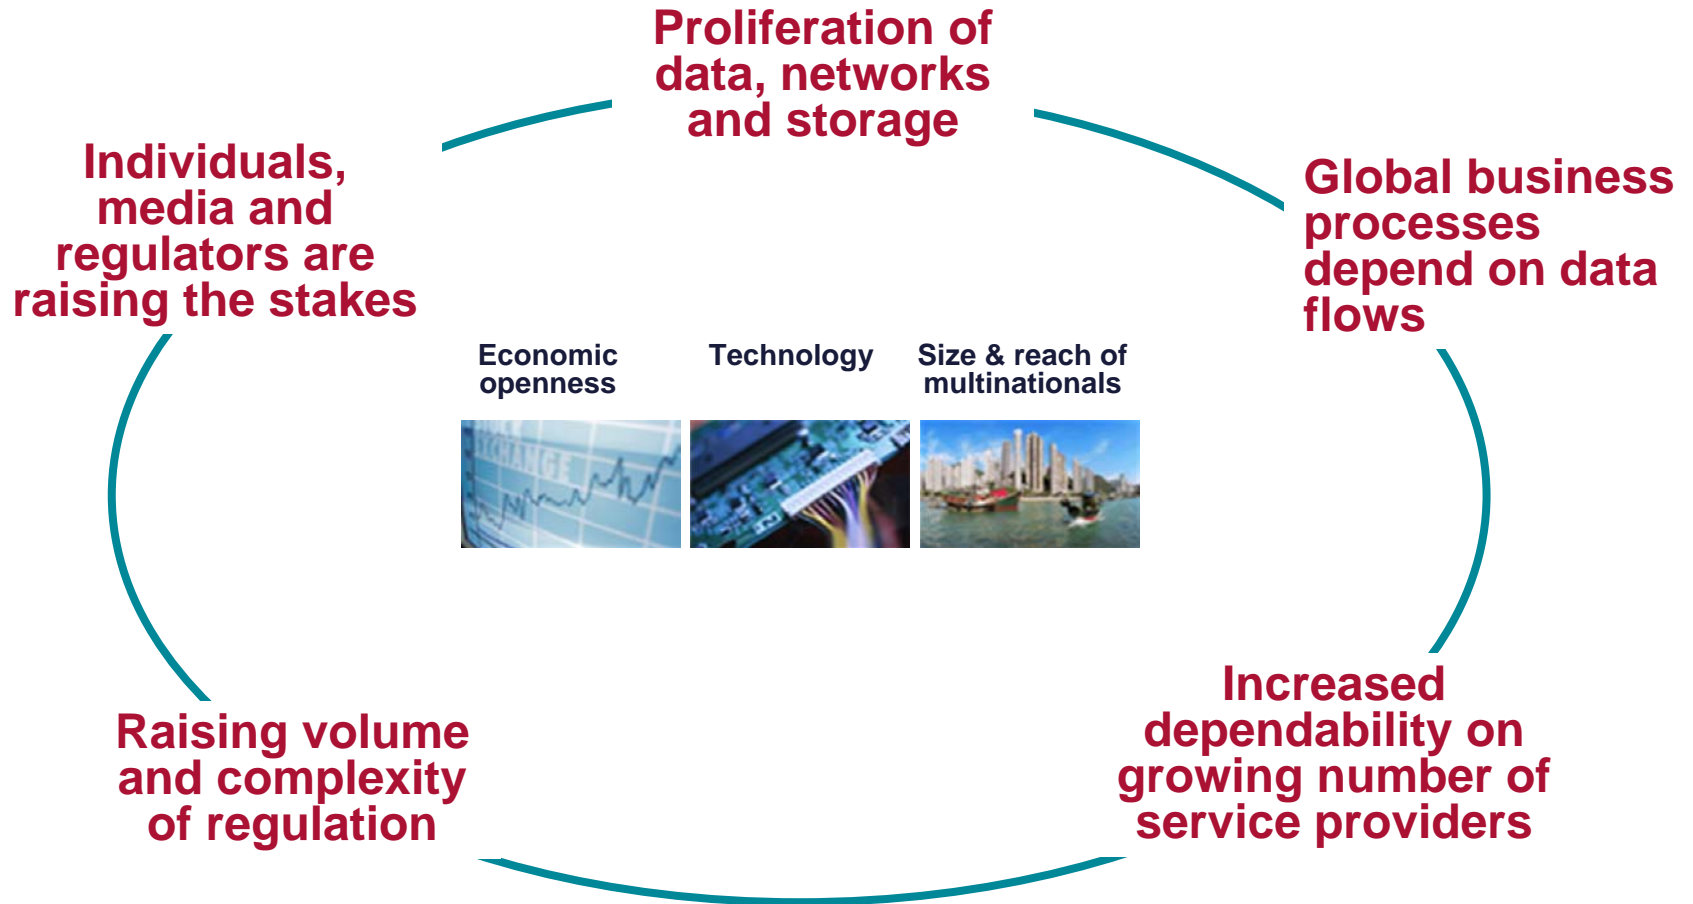 Proliferation of
data, networks
and storage
Individuals,
media and
regulators are
raising the stakes
Global business
processes
depend on data
flows
Economic
openness
Technology
Size & reach of
multinationals
EXCHANGE
Raising volume
and complexity
of regulation
Increased
dependability on
growing number of
service providers